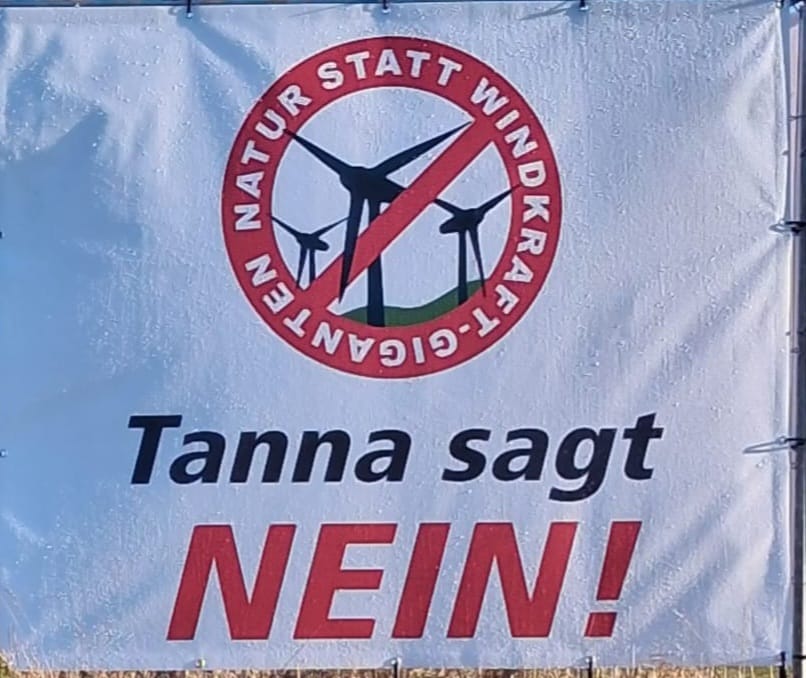 NATUR STATT WINDKRAFT-GIGANTEN
Tanna sagt
NEIN!